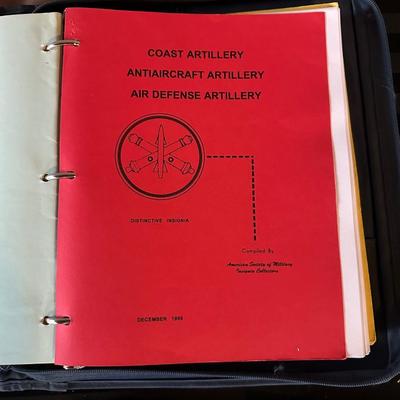 COAST ARTILLERY
ANTIAIRCRAFT ARTILLERY
AIR DEFENSE ARTILLERY
DISTINCTIVE INSIGNIA
Compiled By
American Society of Military
Insignia Collectors
DECEMBER